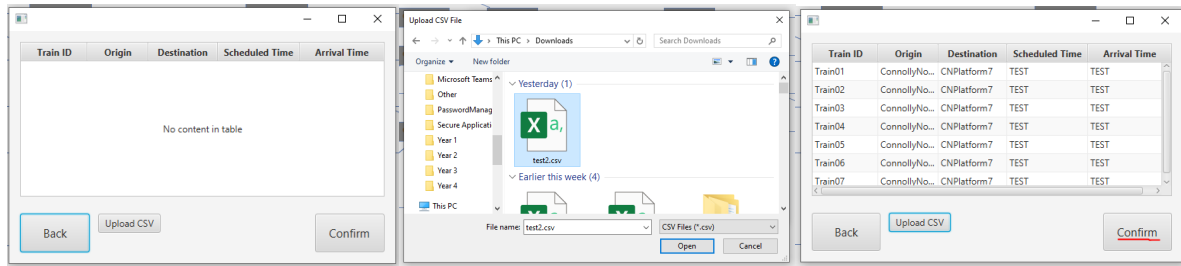 Train ID Origin Destination Scheduled Time Arrival Time
No content in table
Back Upload CSV Confirm
Upload CSV File
This PC > Downloads Search Downloads
Organize New folder
Microsoft Teams
Other
PasswordManag
Secure Applicati
Year 1
Year 2
Year 3
Year 4
This PC
Yesterday (1)
X a,
test2.csv
Earlier this week (4)
File name: test2.csv CSV Files (*.csv)
Open Cancel
Train ID Origin Destination Scheduled Time Arrival Time
Train01 ConnollyNo... CNPlatform7 TEST TEST
Train02 ConnollyNo... CNPlatform7 TEST TEST
Train03 ConnollyNo... CNPlatform7 TEST TEST
Train04 ConnollyNo... CNPlatform7 TEST TEST
Train05 ConnollyNo... CNPlatform7 TEST TEST
Train06 ConnollyNo... CNPlatform7 TEST TEST
Train07 ConnollyNo... CNPlatform7 TEST TEST
Back Upload CSV Confirm